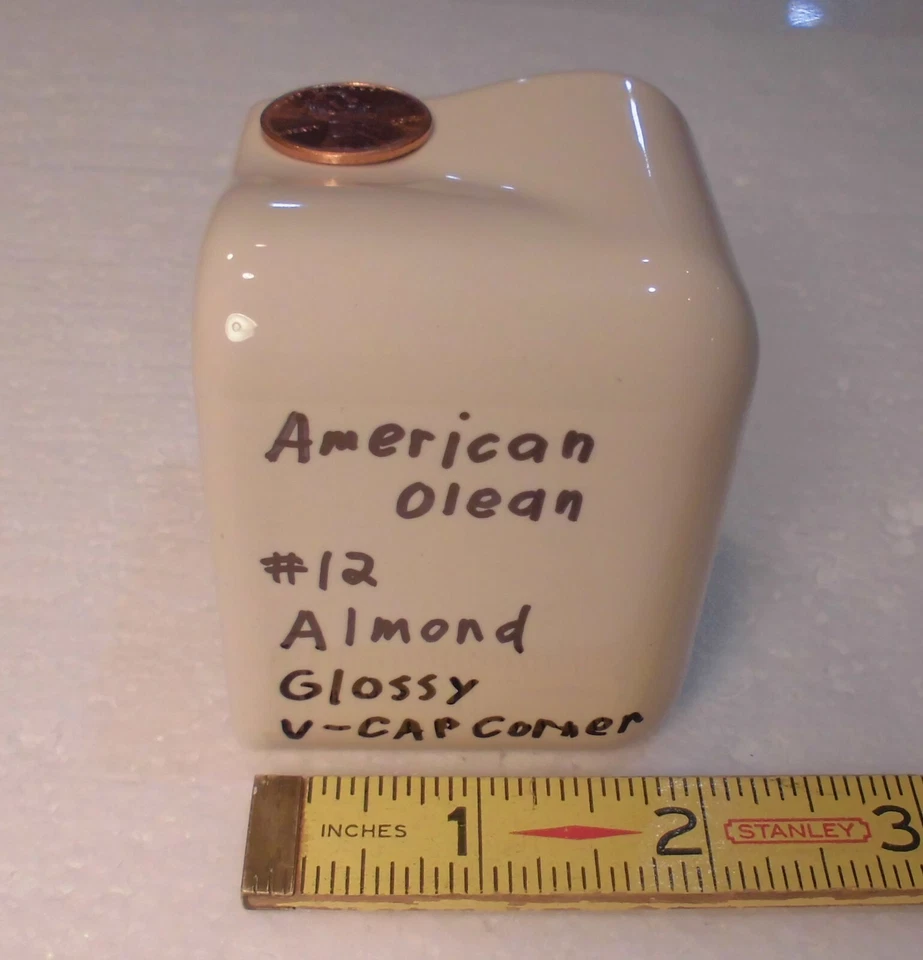 American
Olean
#12
Almond
Glossy
V-CAP Corner
INCHES 1 2 STANLEY 3